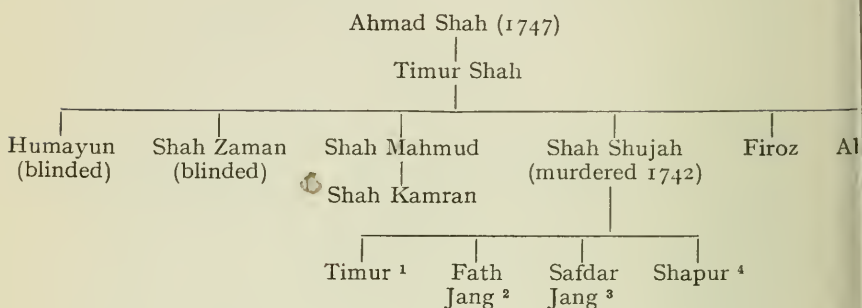 Ahmad Shah (1747)
Timur Shah
Humayun Shah Zaman Shah Mahmud Shah Shujah Firoz
(blinded) (blinded) (murdered 1742)
Shah Kamran
Timur ¹ Fath Safdar Shapur ⁴
Jang ² Jang ³